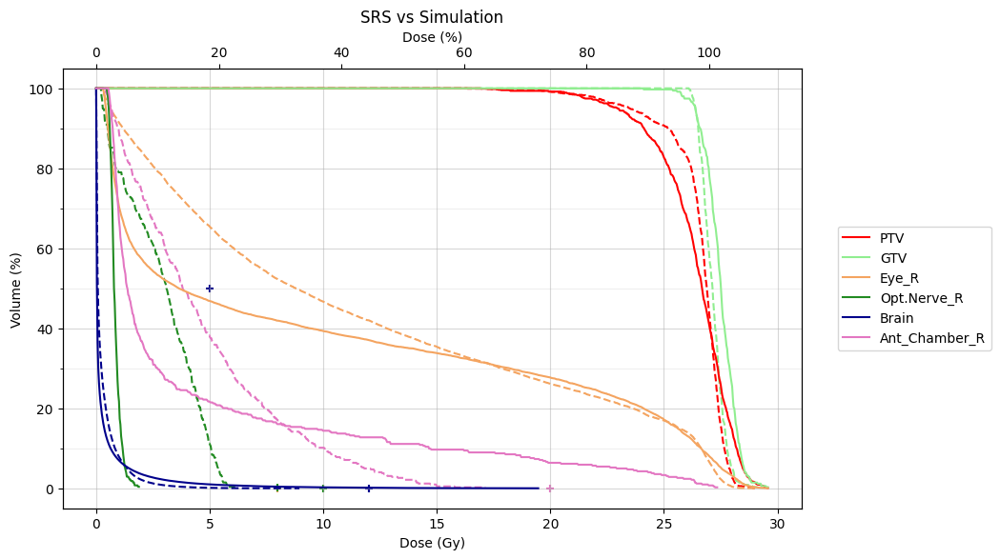 SRS vs Simulation
Dose (%)
0 20 40 60 80 100
100
80
60
40
20
0
Volume (%)
0 5 10 15 20 25 30
Dose (Gy)
PTV
GTV
Eye_R
Opt.Nerve_R
Brain
Ant_Chamber_R